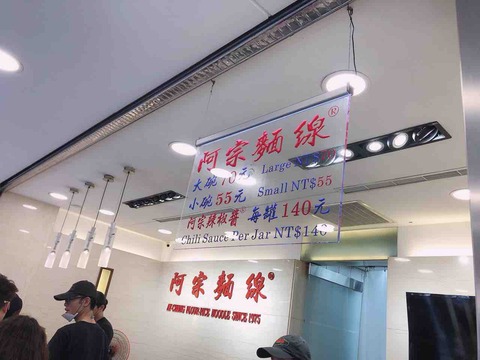 阿宗麵線®
大碗70元 Large
小碗55元 Small NT$55
阿宗辣椒醬® 每罐140元
Chili Sauce Per Jar NT$140
阿宗麵線®
AY-CHUNG FLOUR-RICE NOODLE SINCE 1975